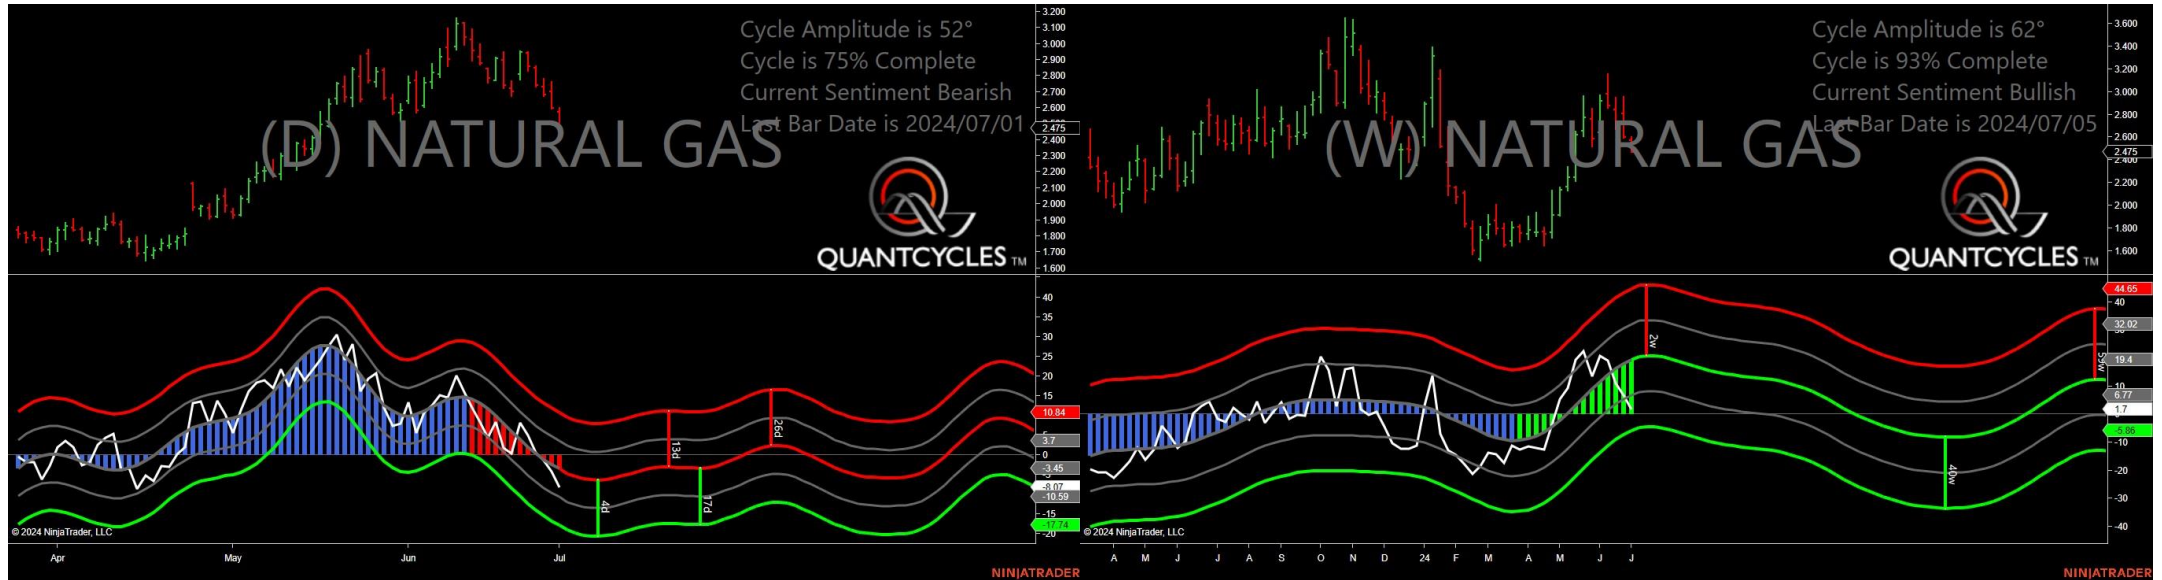 Cycle Amplitude is 52°
Cycle is 75% Complete
Current Sentiment Bearish
Last Bar Date is 2024/07/01
(D) NATURAL GAS
QUANTCYCLES TM
3.200
3.100
3.000
2.900
2.800
2.700
2.600
2.475
2.400
2.300
2.200
2.100
2.000
1.900
1.800
1.700
1.600
40
35
30
25
20
15
10.84
3.7
0
-3.45
-8.07
-10.59
-15
-17.74
-20
13d
26d
4d
17d
© 2024 NinjaTrader, LLC
Apr
May
Jun
Jul
NINJATRADER
Cycle Amplitude is 62°
Cycle is 93% Complete
Current Sentiment Bullish
Last Bar Date is 2024/07/05
(W) NATURAL GAS
QUANTCYCLES TM
3.600
3.400
3.200
3.000
2.800
2.600
2.475
2.400
2.200
2.000
1.800
1.600
44.65
40
32.02
19.4
10
6.77
1.7
-5.86
-10
-20
-30
-40
2w
40w
© 2024 NinjaTrader, LLC
A
M
J
J
A
S
O
N
D
24
F
M
A
M
J
J
NINJATRADER